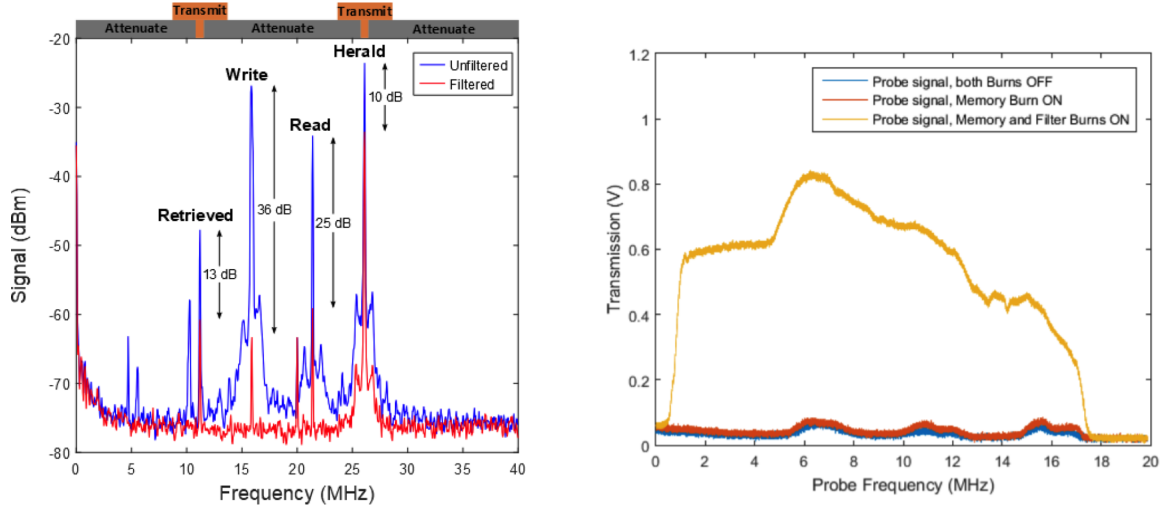 Transmit Transmit
Attenuate Attenuate Attenuate
-20
-30
-40
-50
-60
-70
-80
Signal (dBm)
Herald
Write
Read
Retrieved
10 dB
36 dB
25 dB
13 dB
Unfiltered
Filtered
0 5 10 15 20 25 30 35 40
Frequency (MHz)
1.2
1
0.8
0.6
0.4
0.2
0
Transmission (V)
Probe signal, both Burns OFF
Probe signal, Memory Burn ON
Probe signal, Memory and Filter Burns ON
0 2 4 6 8 10 12 14 16 18 20
Probe Frequency (MHz)